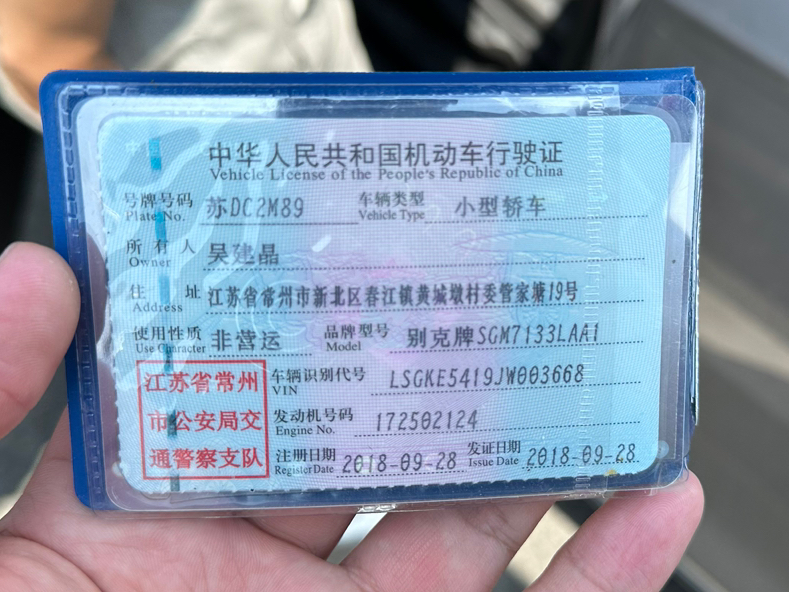 中华人民共和国机动车行驶证
Vehicle License of the People's Republic of China
号牌号码 苏DC2M89 车辆类型 小型轿车
Plate No. Vehicle Type
所有人 吴建晶
Owner
住址 江苏省常州市新北区春江镇黄城墩村委管家塘19号
Address
使用性质 非营运 品牌型号 别克牌SGM7133LAA1
Use Character Model
江苏省常州 车辆识别代号 LSGKE5419JW003668
VIN
市公安局交 发动机号码 172502124
Engine No.
通警察支队 注册日期 2018-09-28 发证日期 2018-09-28
Register Date Issue Date